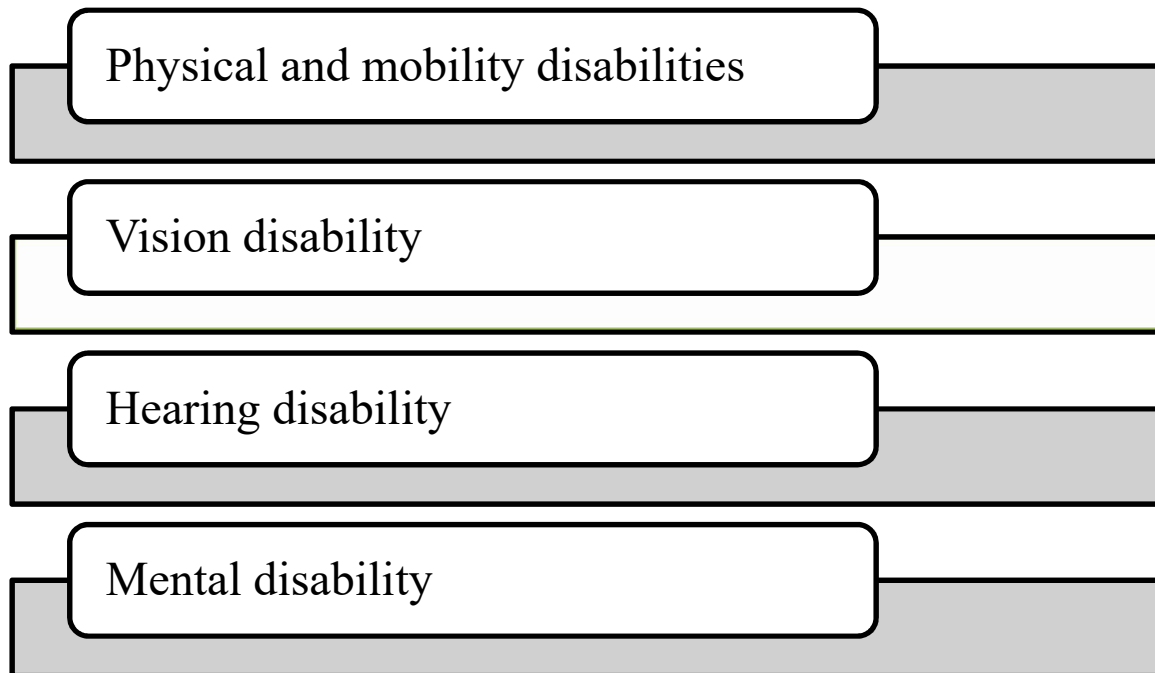 Physical and mobility disabilities
Vision disability
Hearing disability
Mental disability